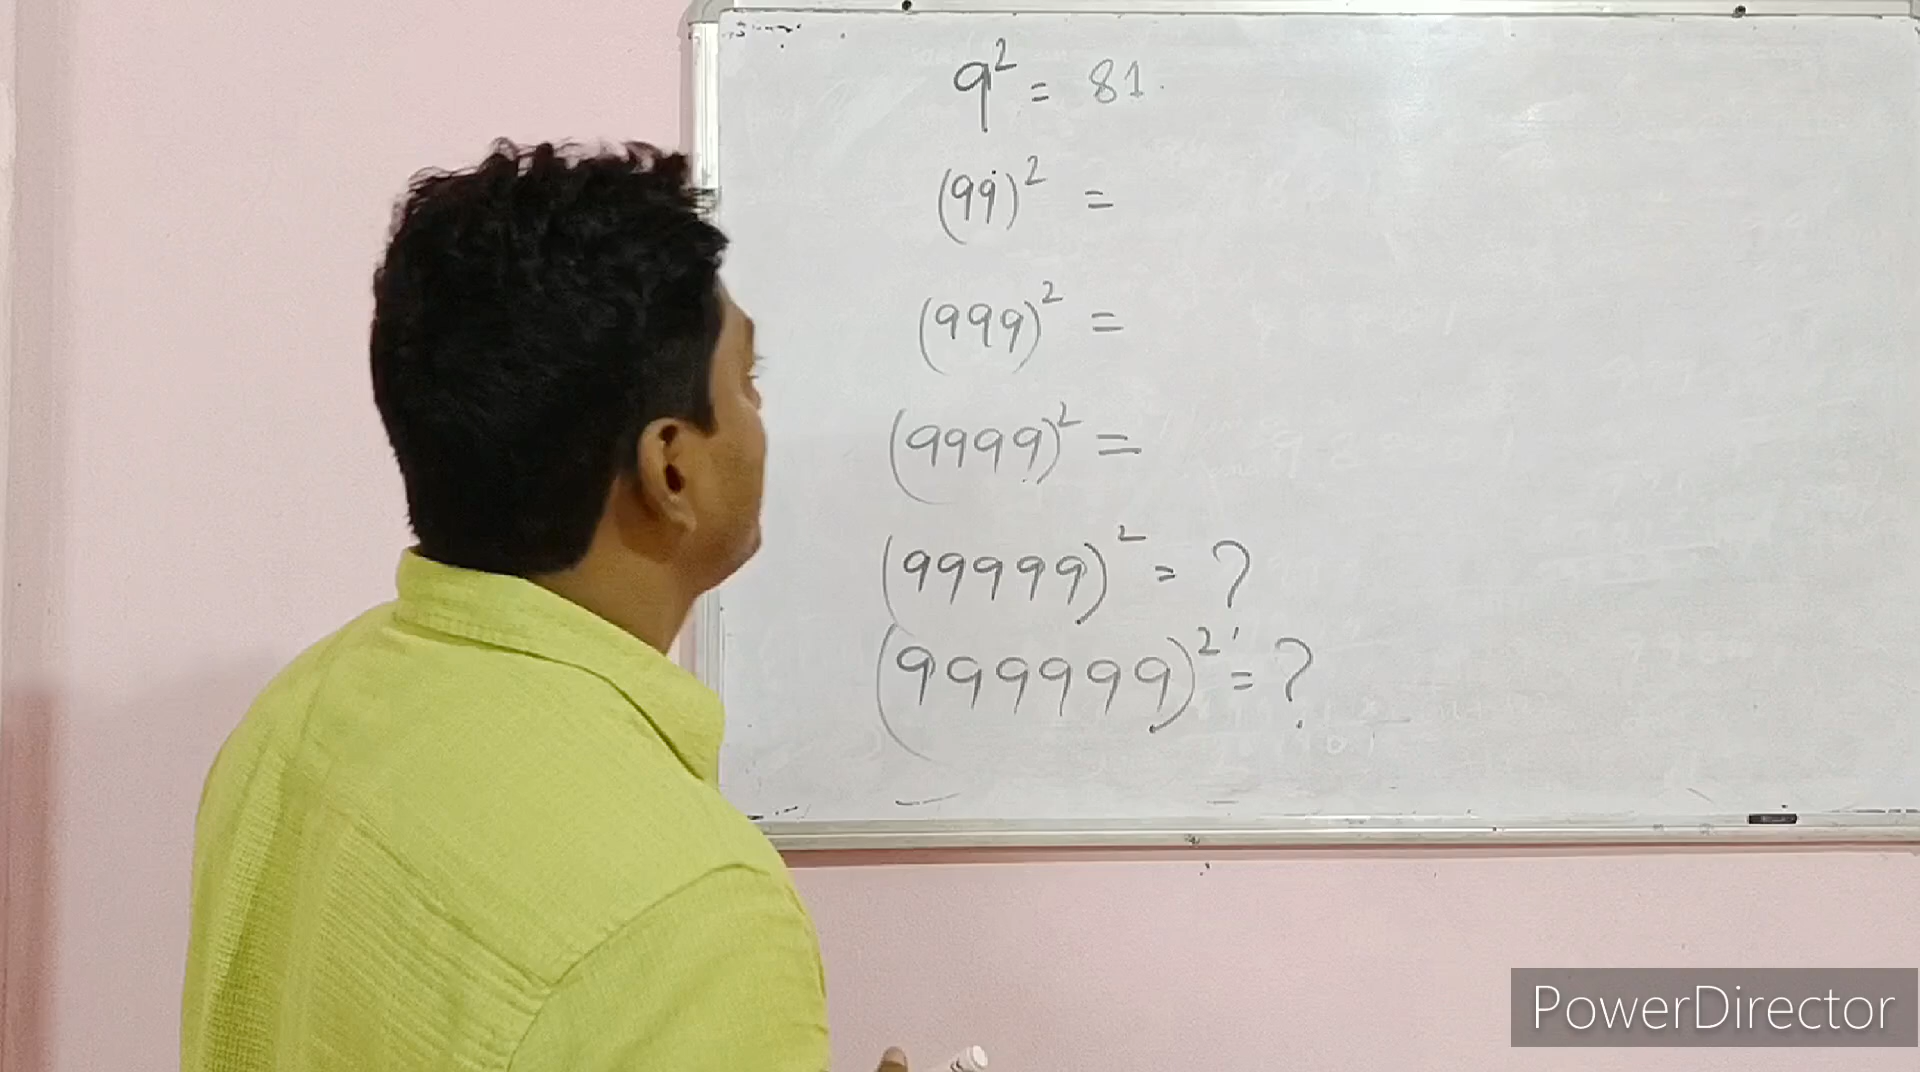 9² = 81
(99)² =
(999)² =
(9999)² =
(99999)² = ?
(999999)² = ?
PowerDirector